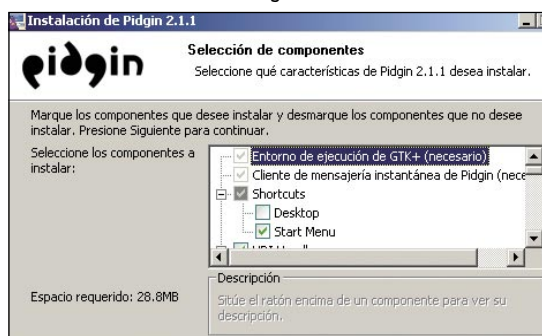 Instalación de Pidgin 2.1.1
pidgin
Selección de componentes
Seleccione qué características de Pidgin 2.1.1 desea instalar.
Marque los componentes que desee instalar y desmarque los componentes que no desee
instalar. Presione Siguiente para continuar.
Seleccione los componentes a
instalar:
Entorno de ejecución de GTK+ (necesario)
Cliente de mensajería instantánea de Pidgin (nece
Shortcuts
Desktop
Start Menu
Espacio requerido: 28.8MB
Descripción
Sitúe el ratón encima de un componente para ver su
descripción.